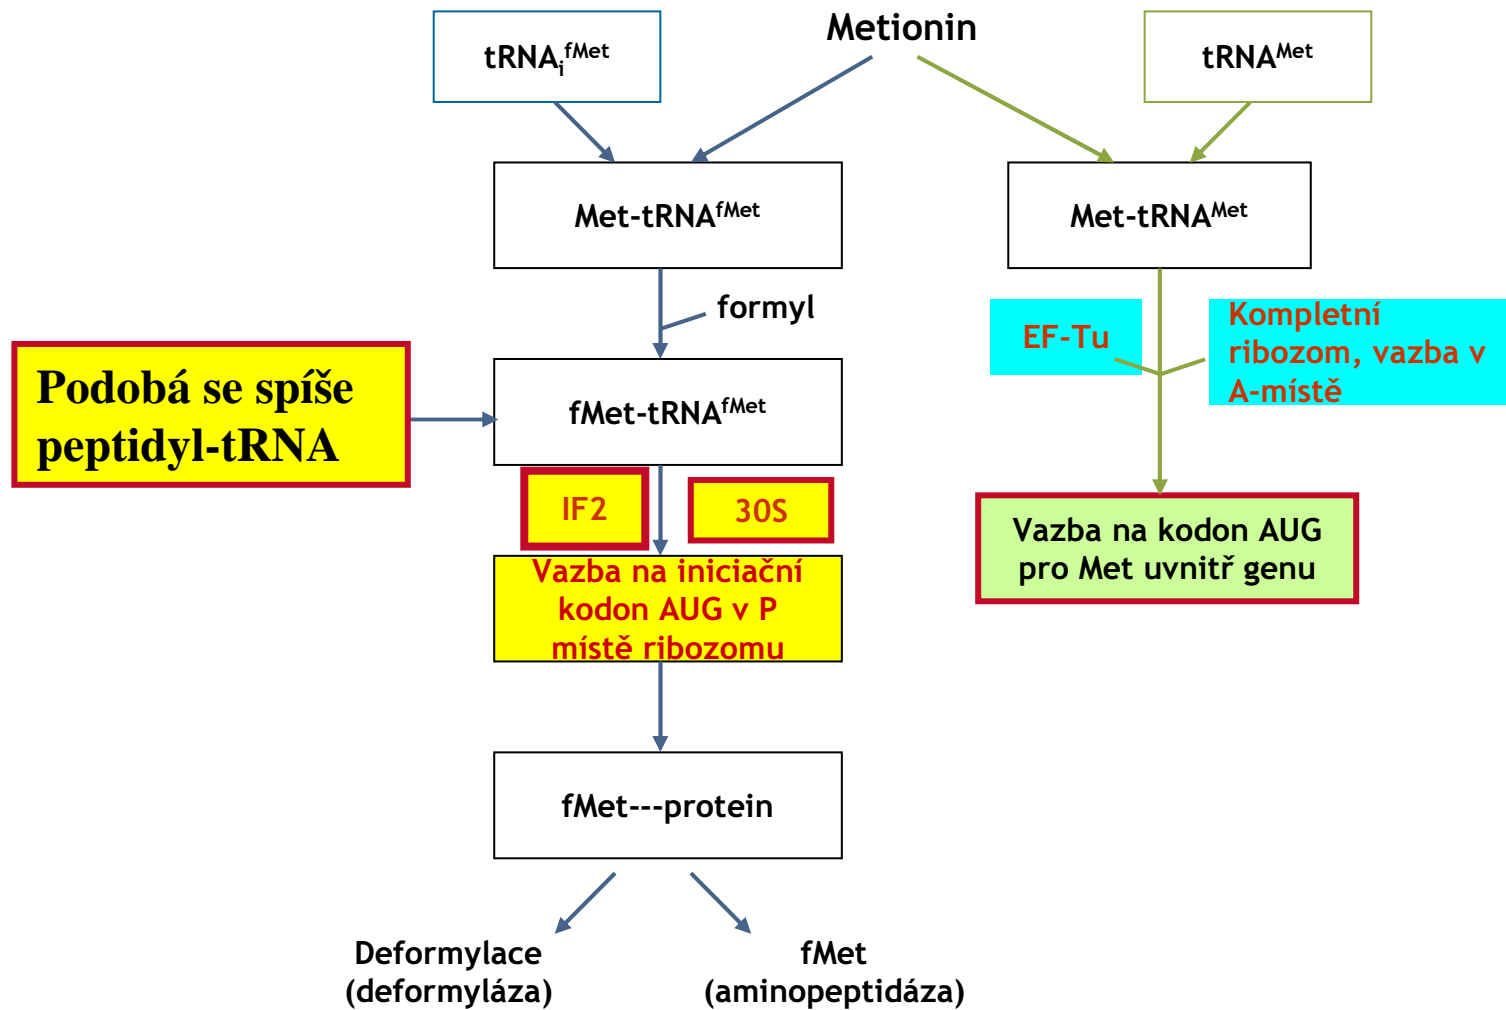 Metionin
tRNAᵢᶠᴹᵉᵗ
tRNAᴹᵉᵗ
Met-tRNAᶠᴹᵉᵗ
Met-tRNAᴹᵉᵗ
formyl
EF-Tu
Kompletní
ribozom, vazba v
A-místě
Podobá se spíše
peptidyl-tRNA
fMet-tRNAᶠᴹᵉᵗ
IF2
30S
Vazba na iniciační
kodon AUG v P
místě ribozomu
Vazba na kodon AUG
pro Met uvnitř genu
fMet---protein
Deformylace
(deformyláza)
fMet
(aminopeptidáza)